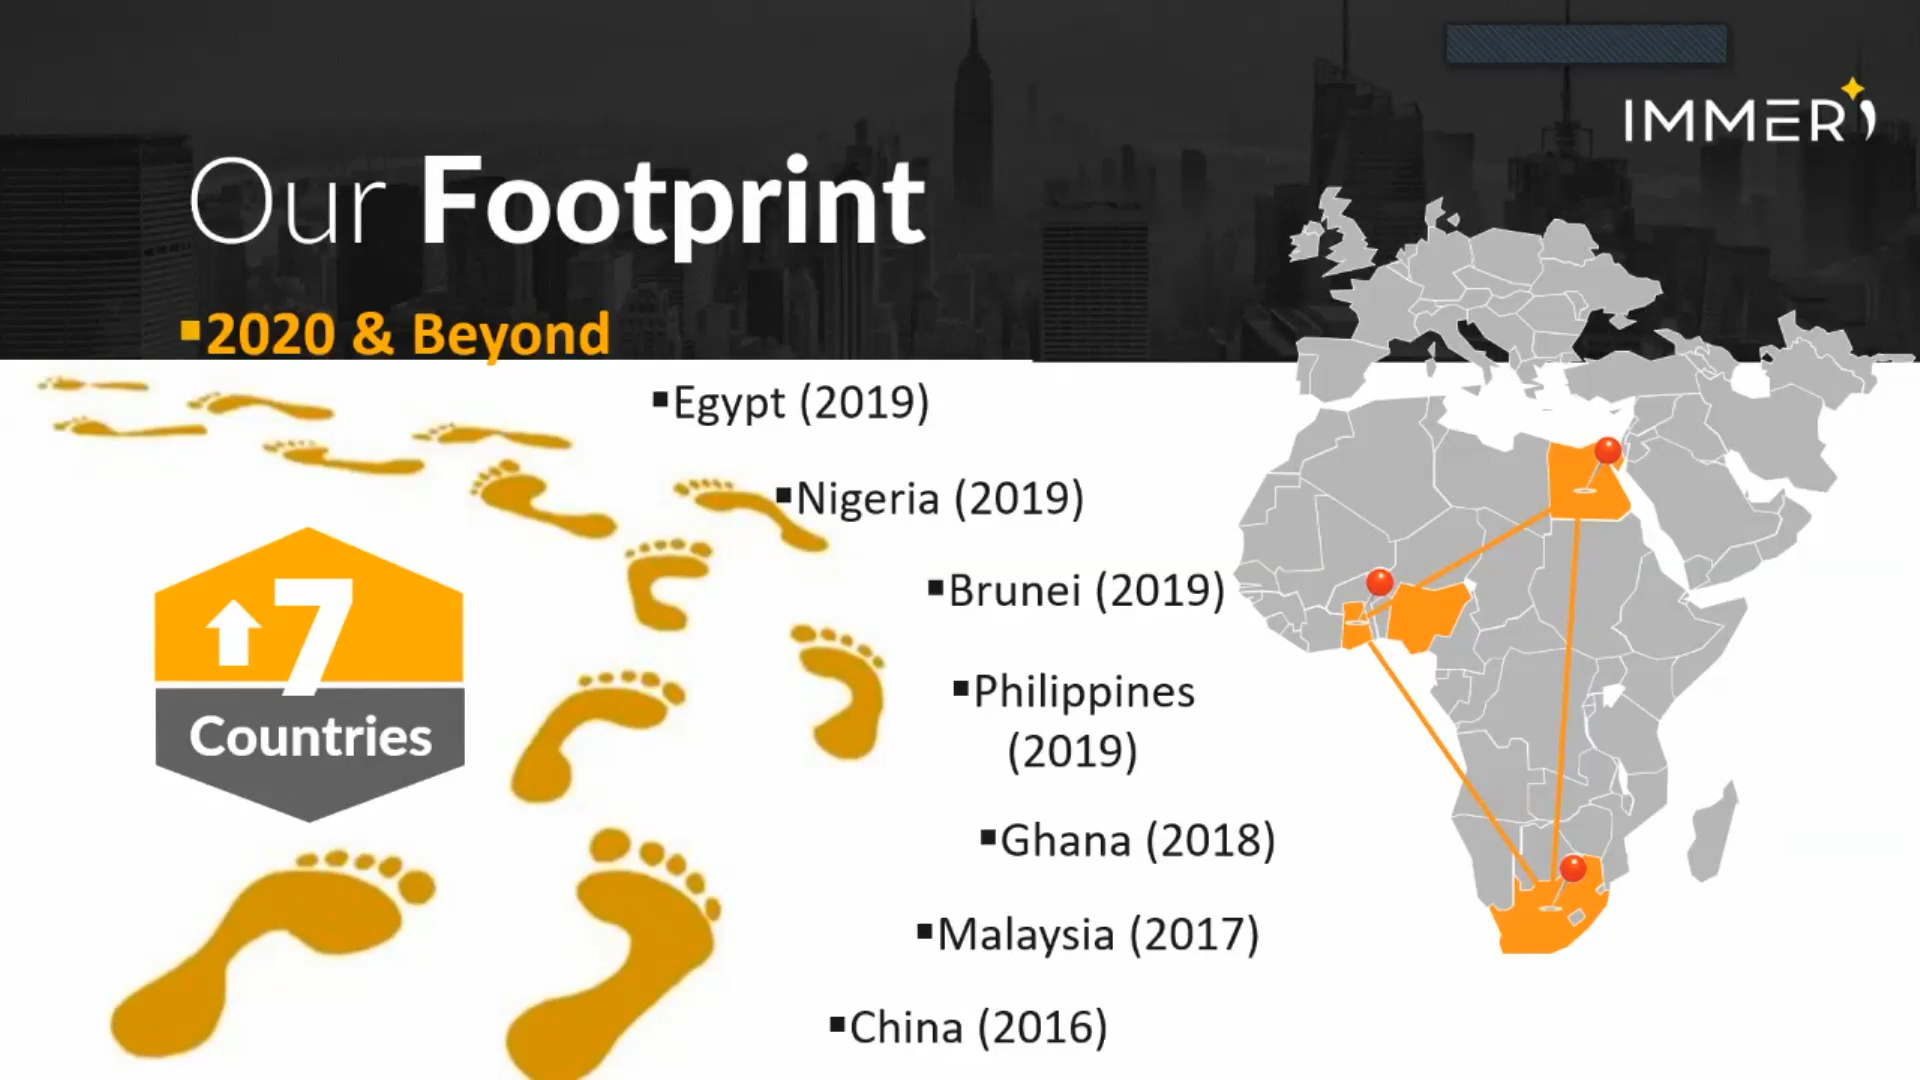 IMMERI
Our Footprint
▪2020 & Beyond
▪Egypt (2019)
▪Nigeria (2019)
▪Brunei (2019)
▪Philippines
(2019)
▪Ghana (2018)
▪Malaysia (2017)
▪China (2016)
7
Countries